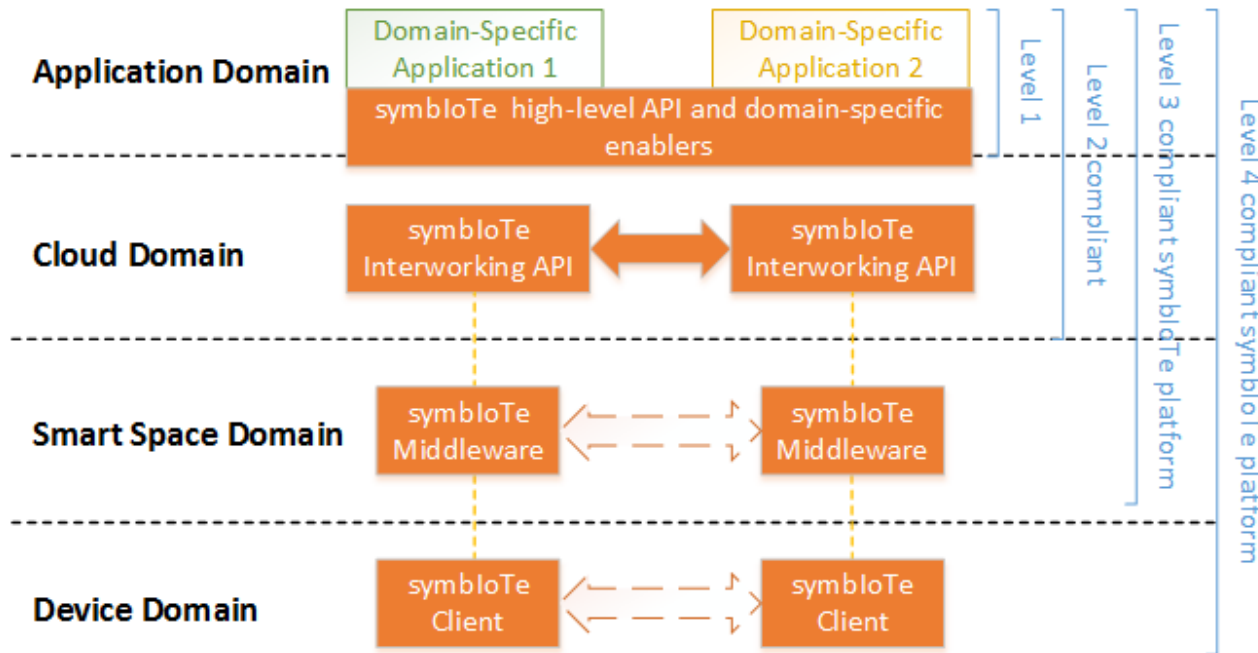 Application Domain
Domain-Specific
Application 1
Domain-Specific
Application 2
symbIoTe high-level API and domain-specific
enablers
Cloud Domain
symbIoTe
Interworking API
symbIoTe
Interworking API
Smart Space Domain
symbIoTe
Middleware
symbIoTe
Middleware
Device Domain
symbIoTe
Client
symbIoTe
Client
Level 1
Level 2 compliant
Level 3 compliant symbIoTe platform
Level 4 compliant symbIoTe platform